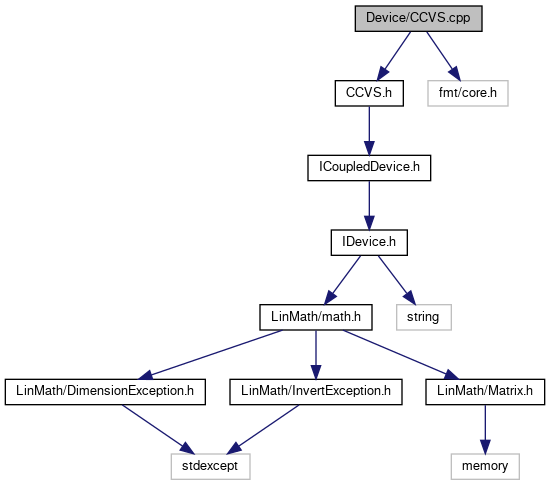 Device/CCVS.cpp
CCVS.h
fmt/core.h
ICoupledDevice.h
IDevice.h
LinMath/math.h
string
LinMath/DimensionException.h
LinMath/InvertException.h
LinMath/Matrix.h
stdexcept
memory